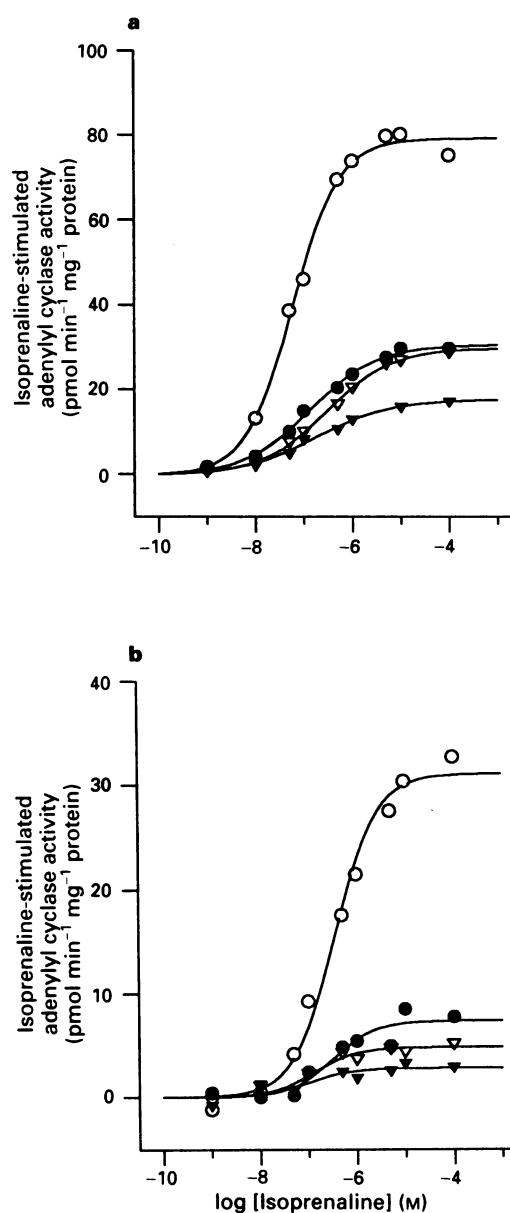 a
Isoprenaline-stimulated
adenylyl cyclase activity
(pmol min⁻¹ mg⁻¹ protein)
100
80
60
40
20
0
−10
−8
−6
−4
b
Isoprenaline-stimulated
adenylyl cyclase activity
(pmol min⁻¹ mg⁻¹ protein)
40
30
20
10
0
−10
−8
−6
−4
log [Isoprenaline] (M)